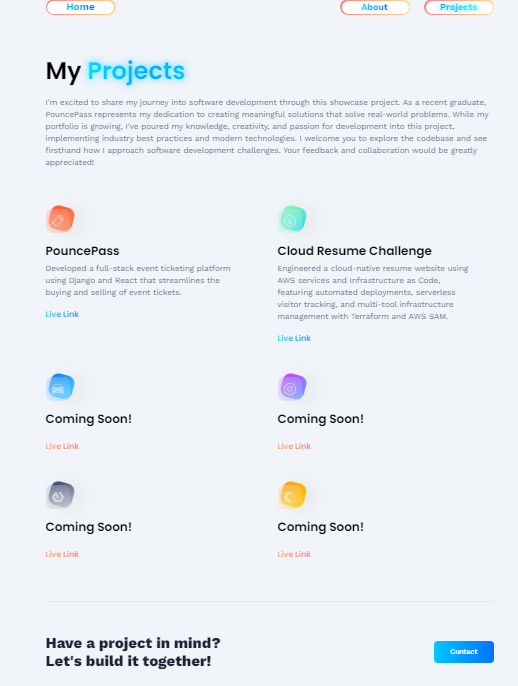 Home
About
Projects
My Projects
I'm excited to share my journey into software development through this showcase project. As a recent graduate,
PouncePass represents my dedication to creating meaningful solutions that solve real-world problems. While my
portfolio is growing, I've poured my knowledge, creativity, and passion for development into this project,
implementing industry best practices and modern technologies. I welcome you to explore the codebase and see
firsthand how I approach software development challenges. Your feedback and collaboration would be greatly
appreciated!
PouncePass
Developed a full-stack event ticketing platform
using Django and React that streamlines the
buying and selling of event tickets.
Live Link
Cloud Resume Challenge
Engineered a cloud-native resume website using
AWS services and Infrastructure as Code,
featuring automated deployments, serverless
visitor tracking, and multi-tool infrastructure
management with Terraform and AWS SAM.
Live Link
Coming Soon!
Live Link
Coming Soon!
Live Link
Coming Soon!
Live Link
Coming Soon!
Live Link
Have a project in mind?
Let's build it together!
Contact